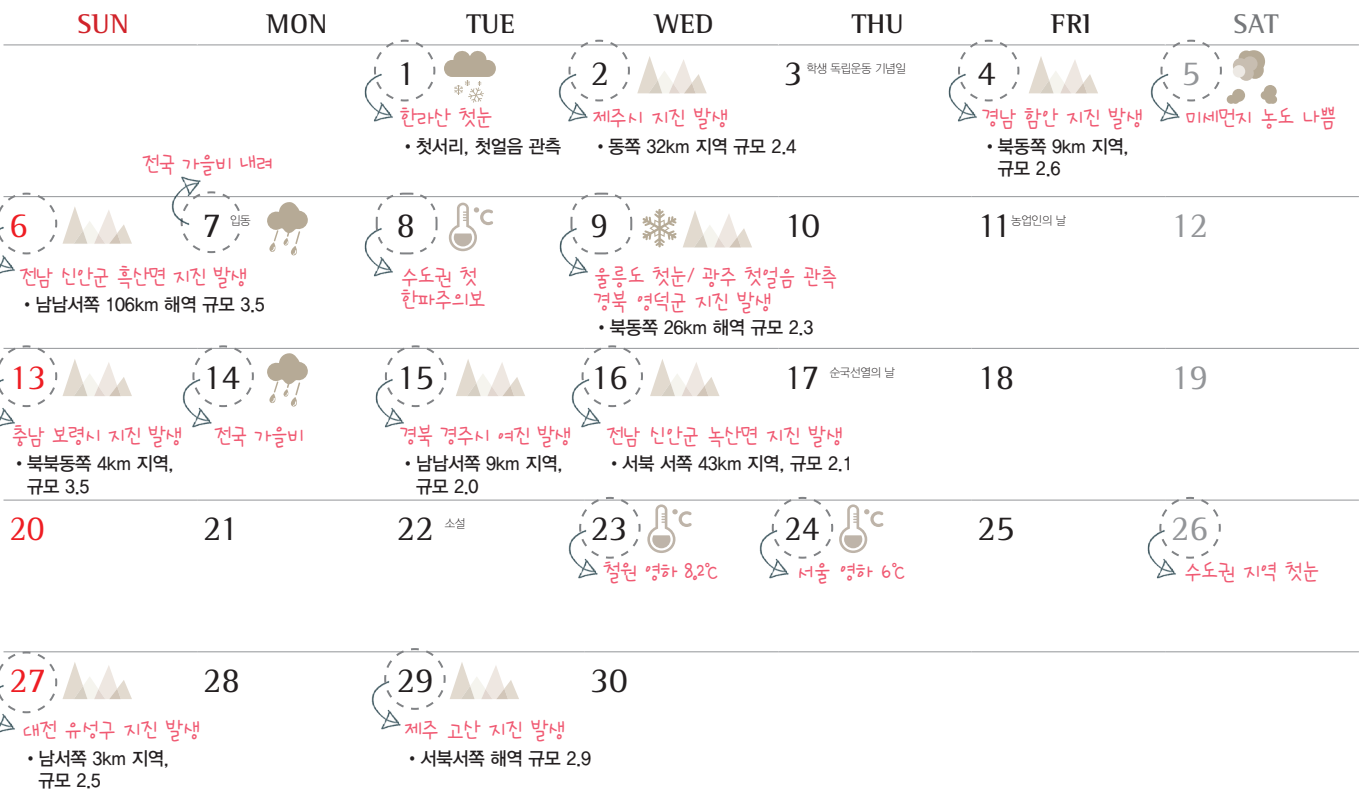 SUN MON TUE WED THU FRI SAT
1
한라산 첫눈
• 첫서리, 첫얼음 관측
2
제주시 지진 발생
• 동쪽 32km 지역 규모 2.4
3 학생 독립운동 기념일
4
경남 함안 지진 발생
• 북동쪽 9km 지역,
규모 2.6
5
미세먼지 농도 나쁨
6
전남 신안군 흑산면 지진 발생
• 남남서쪽 106km 해역 규모 3.5
전국 가을비 내려
7 입동
8 °C
수도권 첫
한파주의보
9
울릉도 첫눈/ 광주 첫얼음 관측
경북 영덕군 지진 발생
• 북동쪽 26km 해역 규모 2.3
10
11 농업인의 날
12
13
충남 보령시 지진 발생
• 북북동쪽 4km 지역,
규모 3.5
14
전국 가을비
15
경북 경주시 여진 발생
• 남남서쪽 9km 지역,
규모 2.0
16
전남 신안군 녹산면 지진 발생
• 서북 서쪽 43km 지역, 규모 2.1
17 순국선열의 날
18
19
20
21
22 소설
23 °C
철원 영하 8.2℃
24 °C
서울 영하 6℃
25
26
수도권 지역 첫눈
27
대전 유성구 지진 발생
• 남서쪽 3km 지역,
규모 2.5
28
29
제주 고산 지진 발생
• 서북서쪽 해역 규모 2.9
30